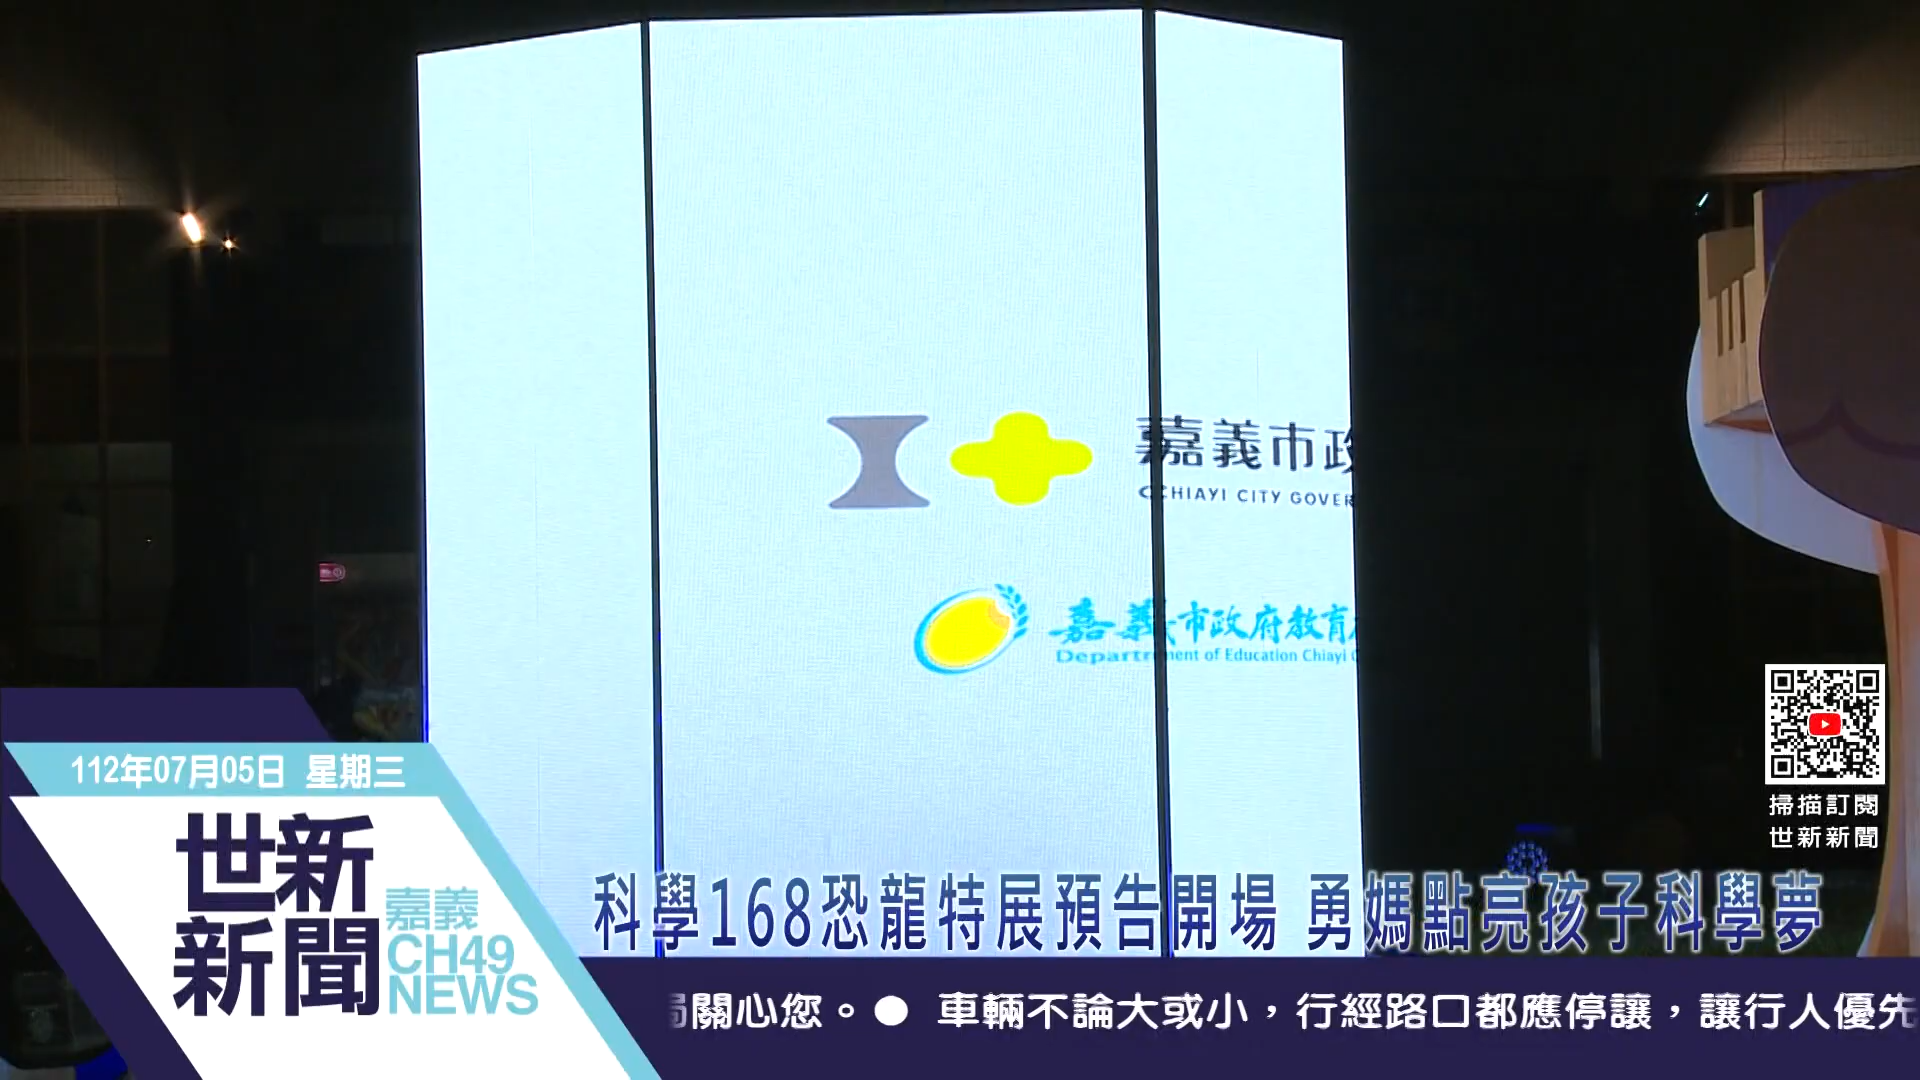 嘉義市政
CHIAYI CITY GOVER
嘉義市政府教育
Department of Education Chiayi
掃描訂閱
世新新聞
112年07月05日 星期三
世新
新聞
嘉義
CH49
NEWS
科學168恐龍特展預告開場 勇媽點亮孩子科學夢
局關心您。● 車輛不論大或小，行經路口都應停讓，讓行人優先